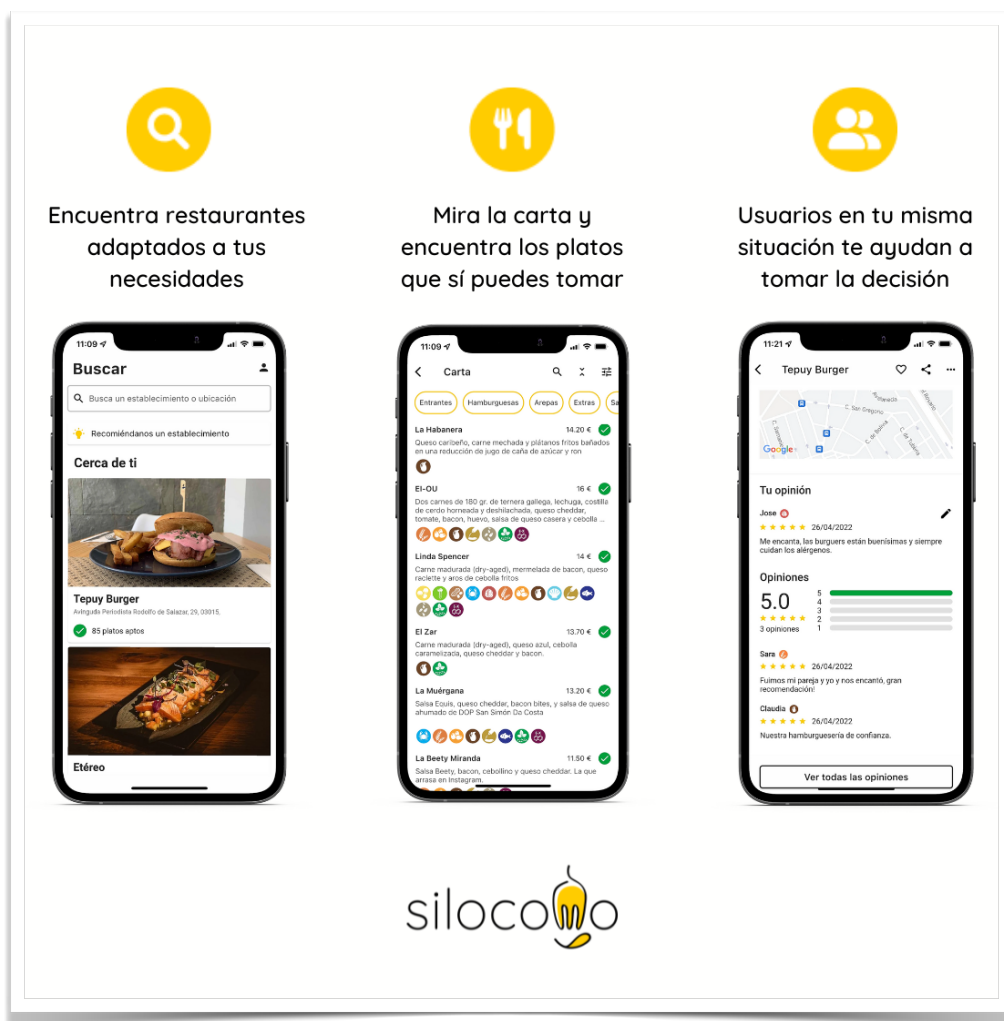 Encuentra restaurantes
adaptados a tus
necesidades
Mira la carta y
encuentra los platos
que sí puedes tomar
Usuarios en tu misma
situación te ayudan a
tomar la decisión
11:09
Buscar
Busca un establecimiento o ubicación
Recomiéndanos un establecimiento
Cerca de ti
Tepuy Burger
Avinguda Periodista Rodolfo de Salazar, 29, 03015,
85 platos aptos
Etéreo
11:09
Carta
Entrantes Hamburguesas Arepas Extras Sa
La Habanera 14.20 €
Queso caribeño, carne mechada y plátanos fritos bañados
en una reducción de jugo de caña de azúcar y ron
El-OU 16 €
Dos carnes de 180 gr. de ternera gallega, lechuga, costilla
de cerdo horneada y deshilachada, queso cheddar,
tomate, bacon, huevo, salsa de queso casera y cebolla ...
Linda Spencer 14 €
Carne madurada (dry-aged), mermelada de bacon, queso
raclette y aros de cebolla fritos
El Zar 13.70 €
Carne madurada (dry-aged), queso azul, cebolla
caramelizada, queso cheddar y bacon.
La Muérgana 13.20 €
Salsa Equis, queso cheddar, bacon bites, y salsa de queso
ahumado de DOP San Simón Da Costa
La Beety Miranda 11.50 €
Salsa Beety, bacon, cebollino y queso cheddar. La que
arrasa en Instagram.
11:21
Tepuy Burger
C. San Gregorio
C. de Bolivia
Google
Tu opinión
Jose
26/04/2022
Me encanta, las burguers están buenísimas y siempre
cuidan los alérgenos.
Opiniones
5.0
3 opiniones
5
4
3
2
1
Sara
26/04/2022
Fuimos mi pareja y yo y nos encantó, gran
recomendación!
Claudia
26/04/2022
Nuestra hamburguesería de confianza.
Ver todas las opiniones
silocomo